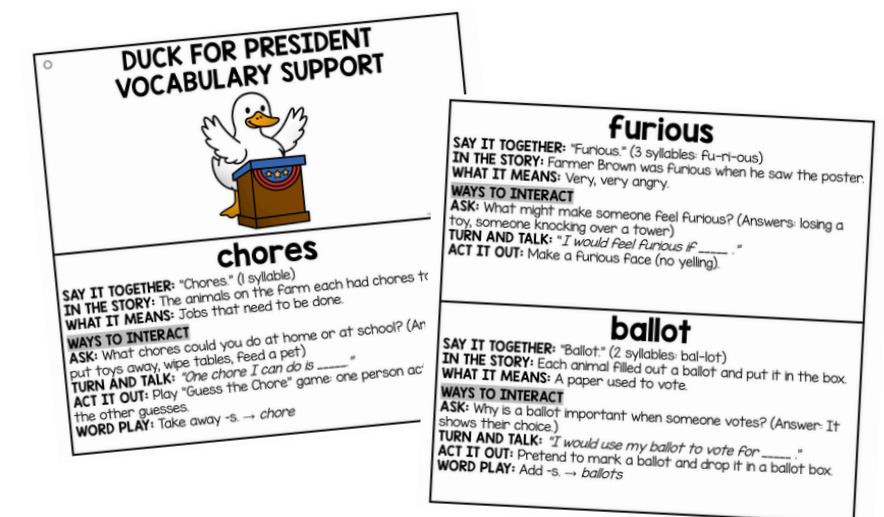 DUCK FOR PRESIDENT
VOCABULARY SUPPORT
chores
SAY IT TOGETHER: "Chores." (1 syllable)
IN THE STORY: The animals on the farm each had chores
WHAT IT MEANS: Jobs that need to be done.
WAYS TO INTERACT
ASK: What chores could you do at home or at school?
put toys away, wipe tables, feed a pet)
TURN AND TALK: "One chore I can do is _____."
ACT IT OUT: Play "Guess the Chore" game: one person
the other guesses.
WORD PLAY: Take away -s. → chore
furious
SAY IT TOGETHER: "Furious." (3 syllables: fu-ri-ous)
IN THE STORY: Farmer Brown was furious when he saw the poster.
WHAT IT MEANS: Very, very angry.
WAYS TO INTERACT
ASK: What might make someone feel furious? (Answers: losing a
toy, someone knocking over a tower)
TURN AND TALK: "I would feel furious if _____ ."
ACT IT OUT: Make a furious face (no yelling).
ballot
SAY IT TOGETHER: "Ballot." (2 syllables: bal-lot)
IN THE STORY: Each animal filled out a ballot and put it in the box.
WHAT IT MEANS: A paper used to vote.
WAYS TO INTERACT
ASK: Why is a ballot important when someone votes? (Answer: It
shows their choice.)
TURN AND TALK: "I would use my ballot to vote for _____ ."
ACT IT OUT: Pretend to mark a ballot and drop it in a ballot box.
WORD PLAY: Add -s. → ballots